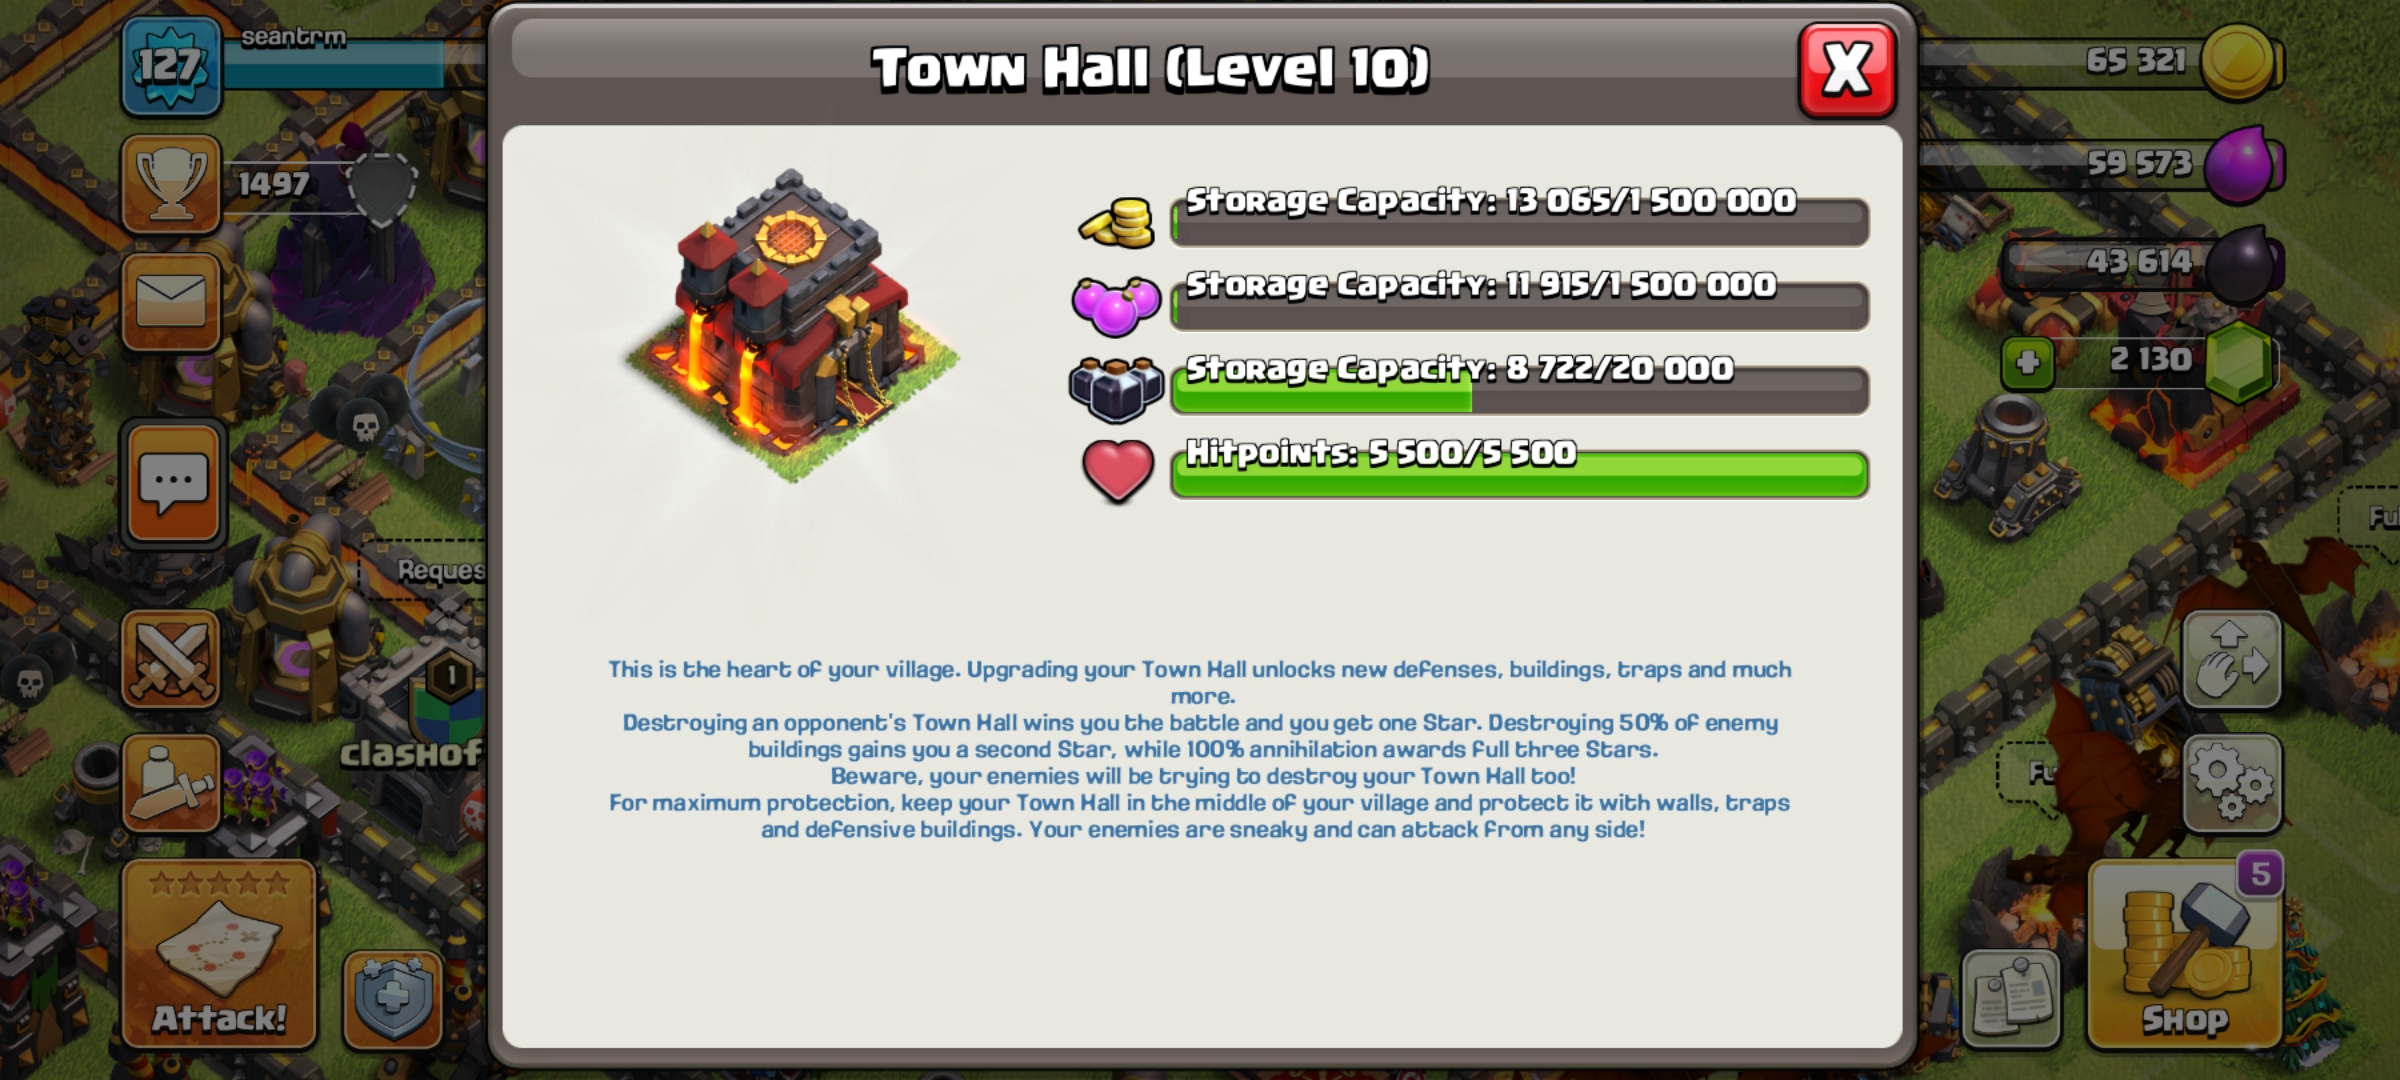 127
seantrm
1497
Reques
1
clashof
Attack!
Town Hall (Level 10)
X
Storage Capacity: 13 065/1 500 000
Storage Capacity: 11 915/1 500 000
Storage Capacity: 8 722/20 000
Hitpoints: 5 500/5 500
This is the heart of your village. Upgrading your Town Hall unlocks new defenses, buildings, traps and much
more.
Destroying an opponent's Town Hall wins you the battle and you get one Star. Destroying 50% of enemy
buildings gains you a second Star, while 100% annihilation awards full three Stars.
Beware, your enemies will be trying to destroy your Town Hall too!
For maximum protection, keep your Town Hall in the middle of your village and protect it with walls, traps
and defensive buildings. Your enemies are sneaky and can attack from any side!
65 321
59 573
43 614
2 130
Fu
Fu
5
Shop